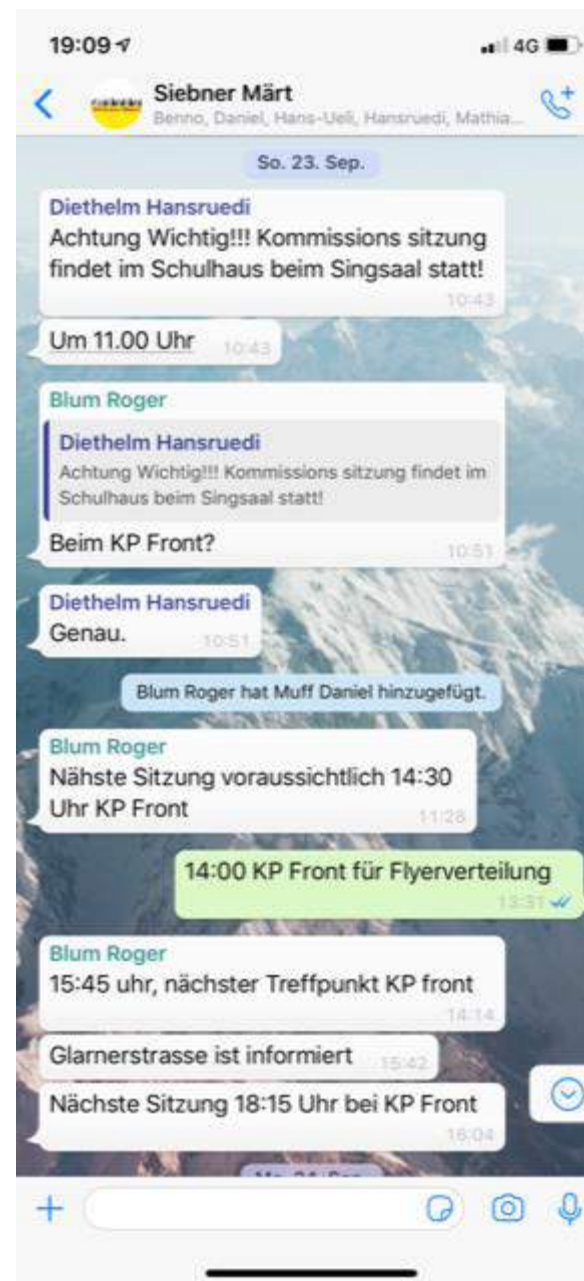 19:09
4G
Siebner Märt
Benno, Daniel, Hans-Ueli, Hansruedi, Mathia...
So. 23. Sep.
Diethelm Hansruedi
Achtung Wichtig!!! Kommissions sitzung
findet im Schulhaus beim Singsaal statt!
10:43
Um 11.00 Uhr 10:43
Blum Roger
Diethelm Hansruedi
Achtung Wichtig!!! Kommissions sitzung findet im
Schulhaus beim Singsaal statt!
Beim KP Front? 10:51
Diethelm Hansruedi
Genau. 10:51
Blum Roger hat Muff Daniel hinzugefügt.
Blum Roger
Nähste Sitzung voraussichtlich 14:30
Uhr KP Front 11:28
14:00 KP Front für Flyerverteilung
13:31
Blum Roger
15:45 uhr, nächster Treffpunkt KP front
14:14
Glarnerstrasse ist informiert 15:42
Nächste Sitzung 18:15 Uhr bei KP Front
16:04